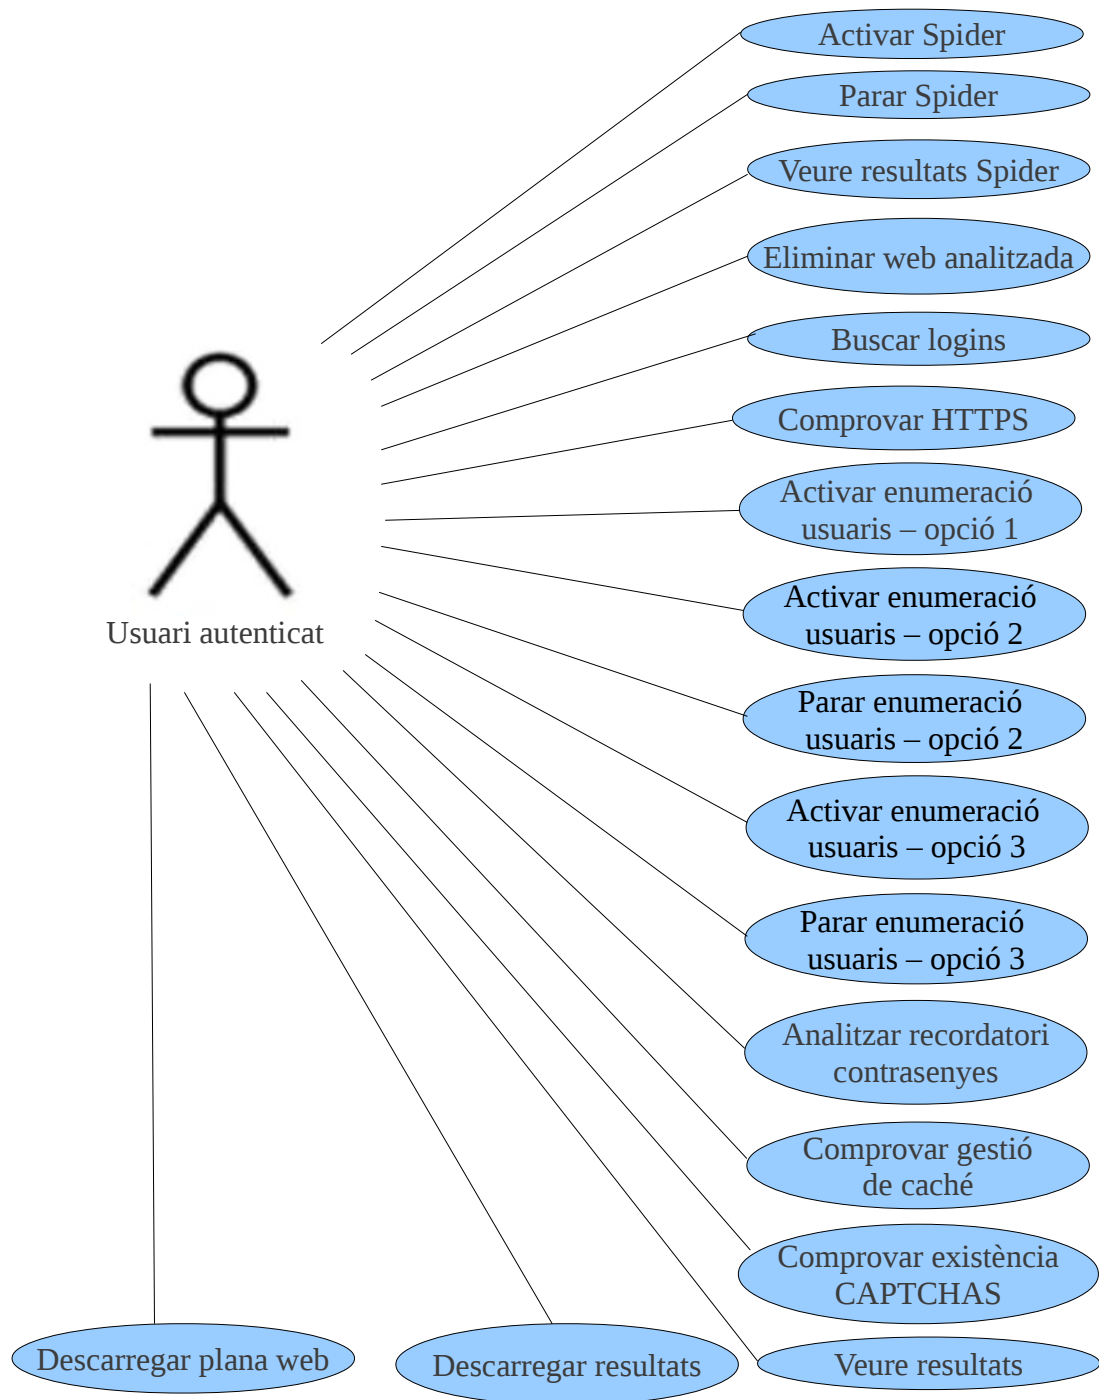 Activar Spider
Parar Spider
Veure resultats Spider
Eliminar web analitzada
Buscar logins
Comprovar HTTPS
Activar enumeració
usuaris – opció 1
Activar enumeració
usuaris – opció 2
Usuari autenticat
Parar enumeració
usuaris – opció 2
Activar enumeració
usuaris – opció 3
Parar enumeració
usuaris – opció 3
Analitzar recordatori
contrasenyes
Comprovar gestió
de caché
Comprovar existència
CAPTCHAS
Descarregar plana web
Descarregar resultats
Veure resultats